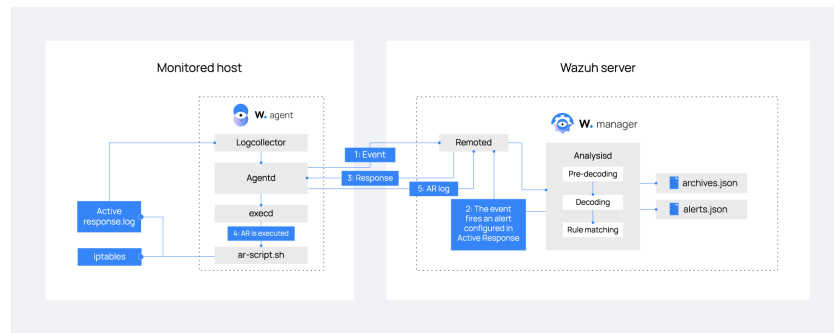 Monitored host
Wazuh server
W. agent
W. manager
Logcollector
Remoted
Analysisd
1: Event
Pre-decoding
Agentd
3: Response
archives.json
5: AR log
Active
response.log
execd
2: The event
fires an alert
configured in
Active Response
Decoding
alerts.json
4: AR is executed
Rule matching
iptables
ar-script.sh